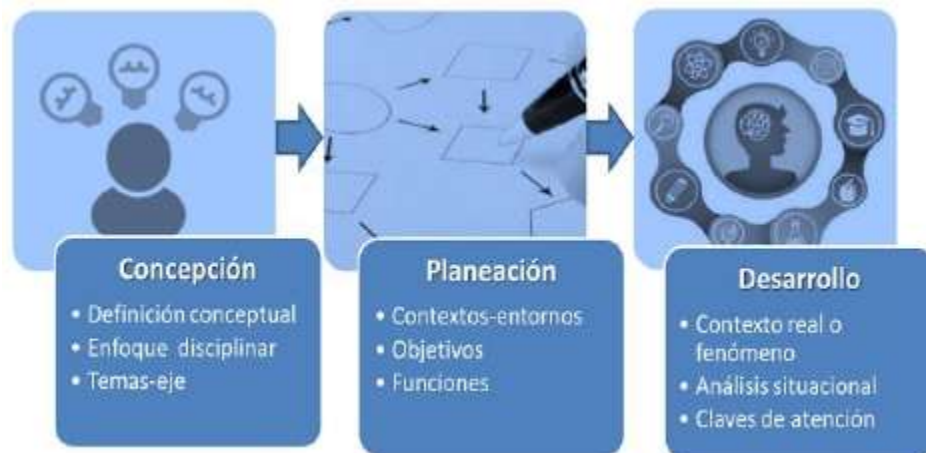 Concepción
• Definición conceptual
• Enfoque disciplinar
• Temas-eje
Planeación
• Contextos-entornos
• Objetivos
• Funciones
Desarrollo
• Contexto real o
fenómeno
• Análisis situacional
• Claves de atención